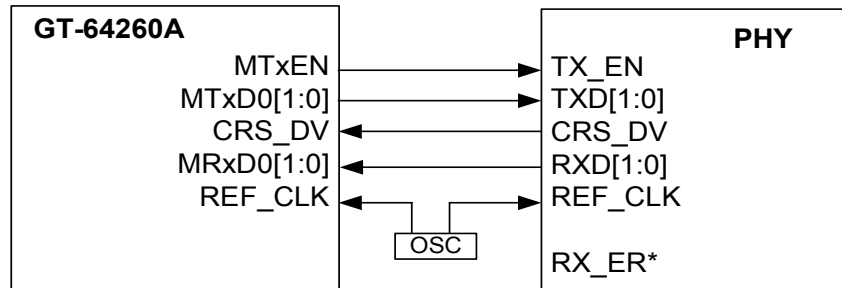 GT-64260A
MTxEN
MTxD0[1:0]
CRS_DV
MRxD0[1:0]
REF_CLK
OSC
PHY
TX_EN
TXD[1:0]
CRS_DV
RXD[1:0]
REF_CLK
RX_ER*